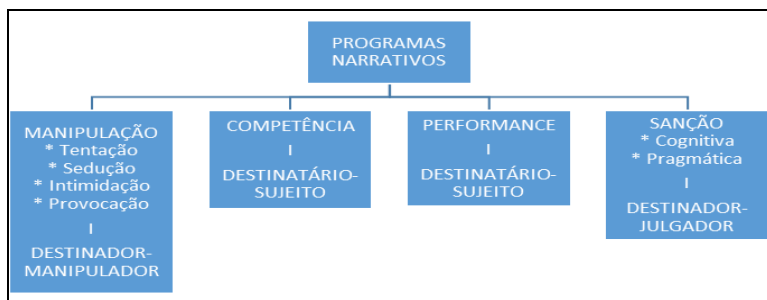 PROGRAMAS
NARRATIVOS
MANIPULAÇÃO
* Tentação
* Sedução
* Intimidação
* Provocação
I
DESTINADOR-
MANIPULADOR
COMPETÊNCIA
I
DESTINATÁRIO-
SUJEITO
PERFORMANCE
I
DESTINATÁRIO-
SUJEITO
SANÇÃO
* Cognitiva
* Pragmática
I
DESTINADOR-
JULGADOR